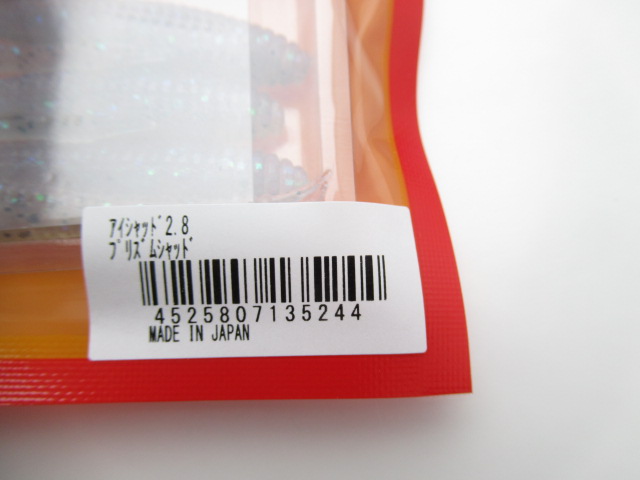 ｱｲｼｬｯﾄﾞ2.8
ﾌﾟﾘｽﾞﾑｼｬｯﾄﾞ
4525807135244
MADE IN JAPAN